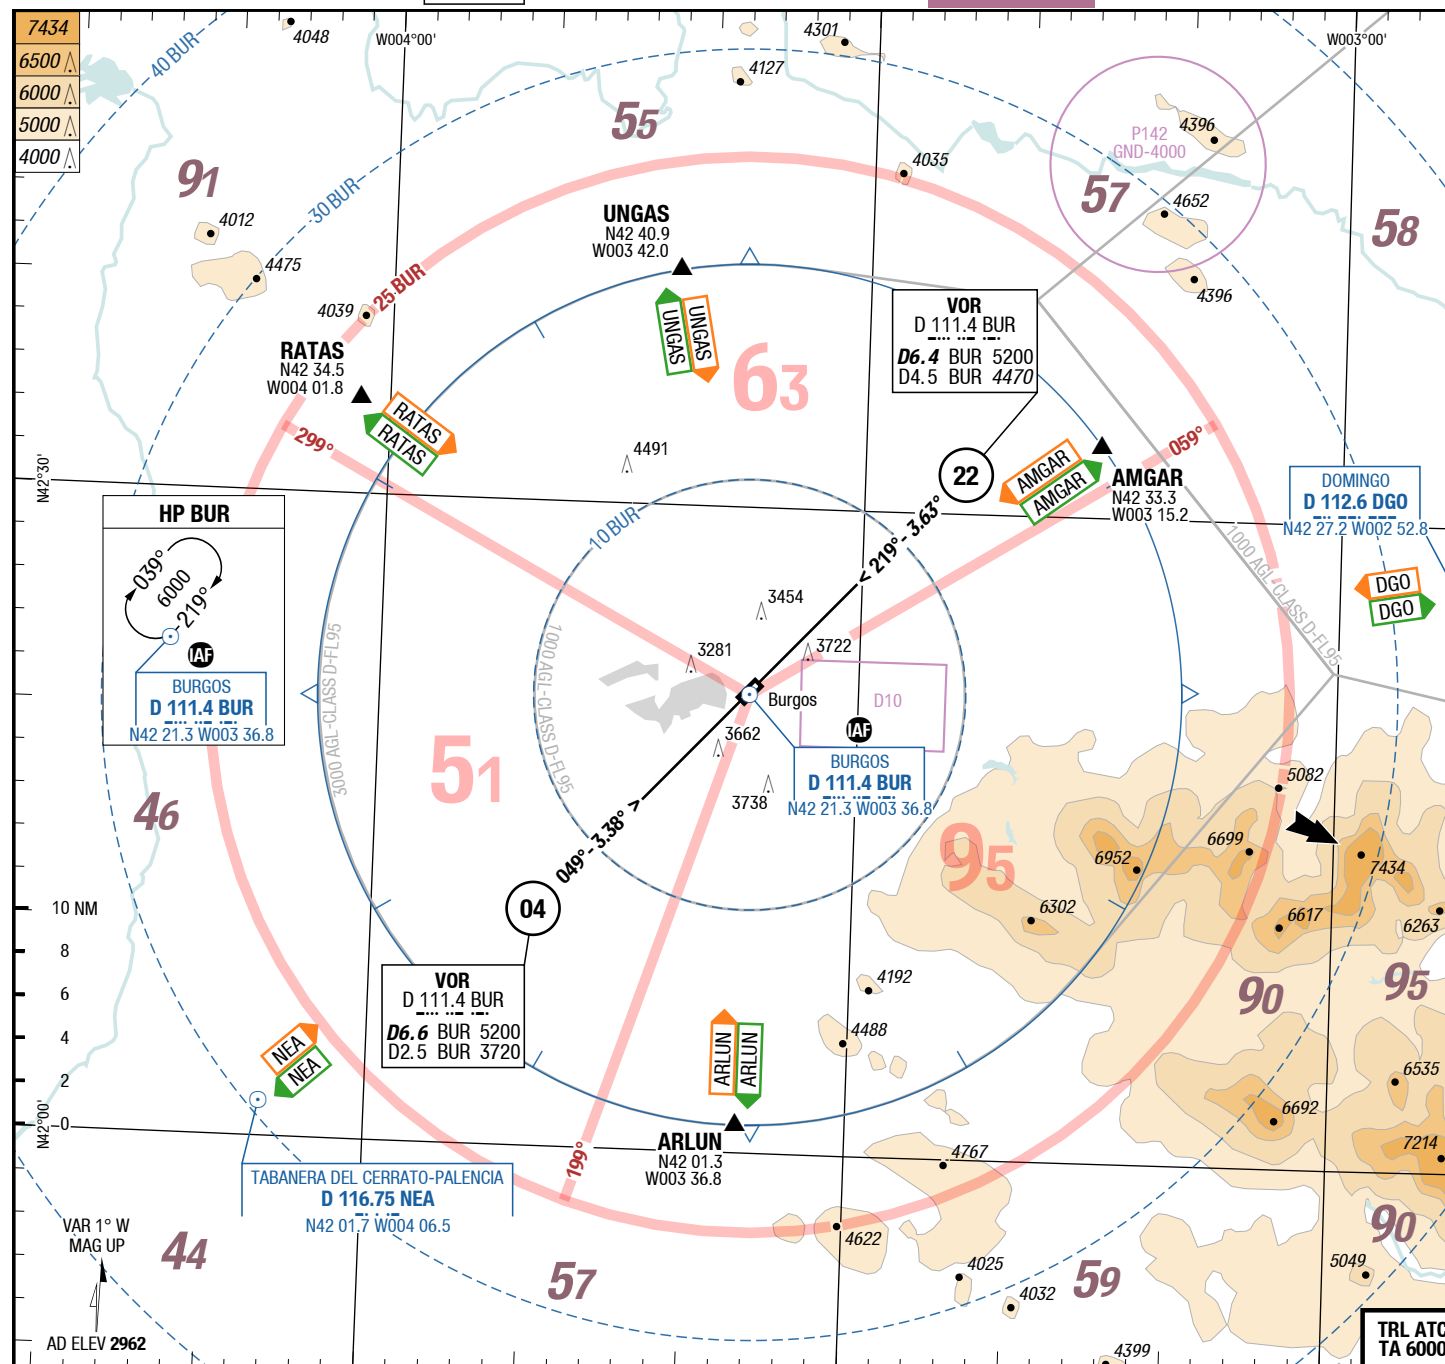 7434
6500
6000
5000
4000
4048
40 BUR
W004°00'
4301
4127
W003°00'
55
91
P142
GND-4000
4396
57
4652
58
4396
4035
30 BUR
4012
4475
4039
25 BUR
UNGAS
N42 40.9
W003 42.0
UNGAS
UNGAS
RATAS
N42 34.5
W004 01.8
RATAS
RATAS
299°
63
VOR
D 111.4 BUR
D6.4 BUR 5200
D4.5 BUR 4470
22
4491
AMGAR
AMGAR
059°
AMGAR
N42 33.3
W003 15.2
N42°30'
DOMINGO
D 112.6 DGO
N42 27.2 W002 52.8
DGO
DGO
1000 AGL-CLASS D-FL95
10 BUR
< 219° - 3.63°
HP BUR
039°
6000
219°
IAF
BURGOS
D 111.4 BUR
N42 21.3 W003 36.8
3000 AGL-CLASS D-FL95
1000 AGL-CLASS D-FL95
3454
3281
3722
Burgos
D10
IAF
3662
3738
BURGOS
D 111.4 BUR
N42 21.3 W003 36.8
51
46
049° - 3.38° >
04
95
5082
6952
6699
7434
6302
6617
6263
10 NM
8
6
4
2
0
N42°00'
VOR
D 111.4 BUR
D6.6 BUR 5200
D2.5 BUR 3720
4192
4488
90
95
6535
6692
7214
NEA
NEA
ARLUN
ARLUN
ARLUN
N42 01.3
W003 36.8
199°
4767
TABANERA DEL CERRATO-PALENCIA
D 116.75 NEA
N42 01.7 W004 06.5
VAR 1° W
MAG UP
44
57
4622
4025
4032
59
90
5049
AD ELEV 2962
4399
TRL ATC
TA 6000